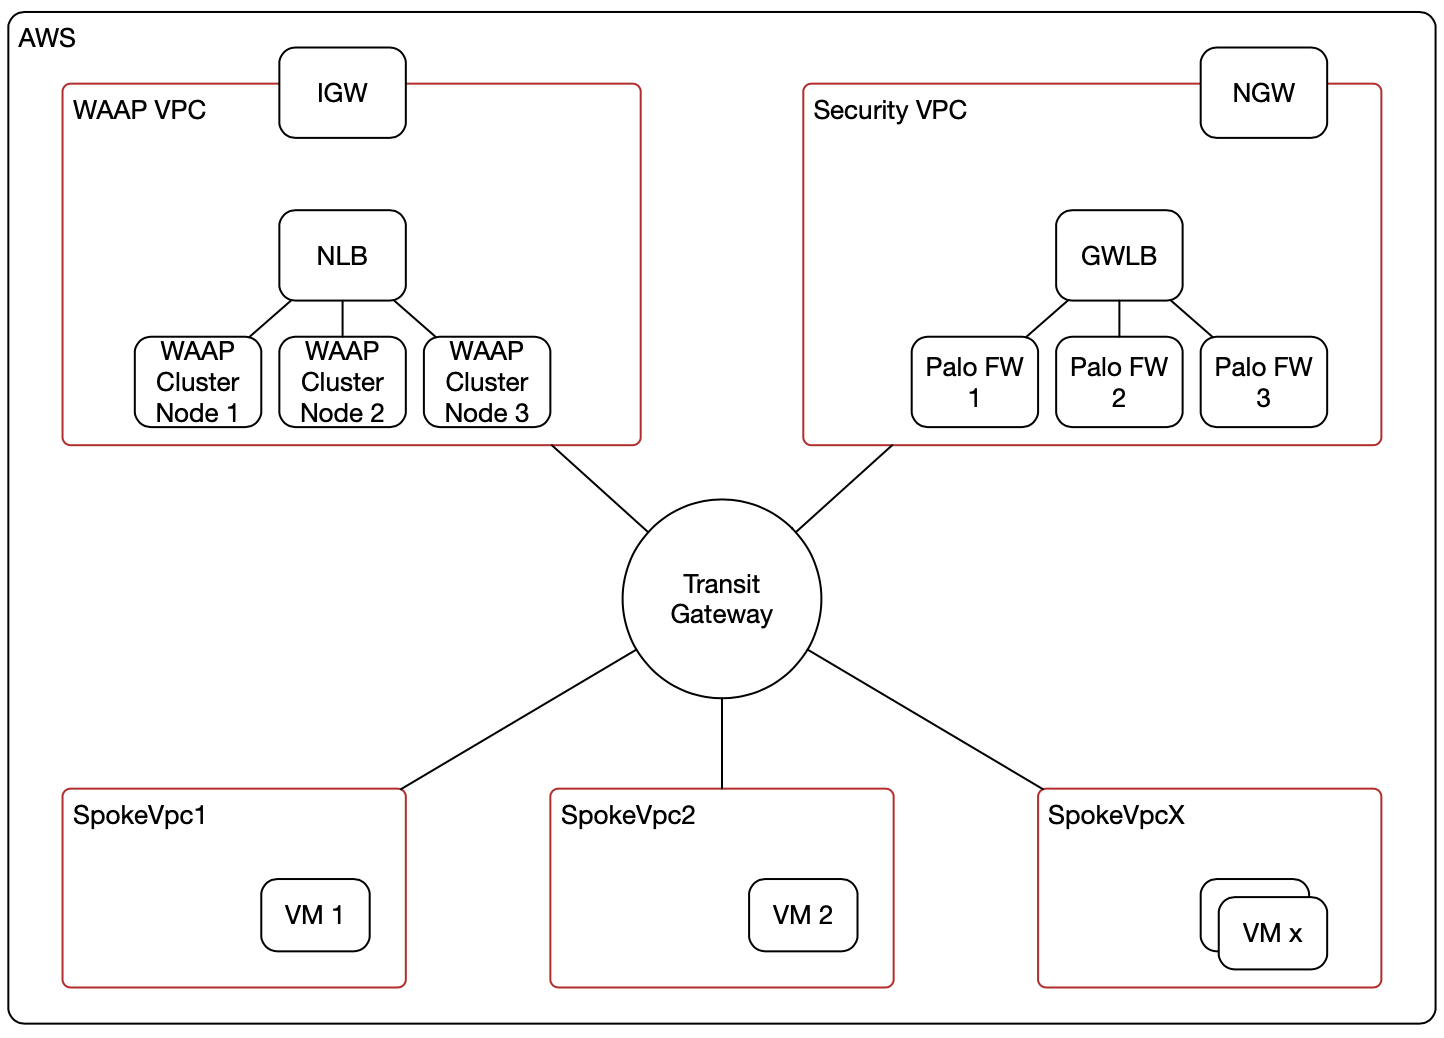 AWS
IGW
NGW
WAAP VPC
Security VPC
NLB
GWLB
WAAP
Cluster
Node 1
WAAP
Cluster
Node 2
WAAP
Cluster
Node 3
Palo FW
1
Palo FW
2
Palo FW
3
Transit
Gateway
SpokeVpc1
SpokeVpc2
SpokeVpcX
VM 1
VM 2
VM x